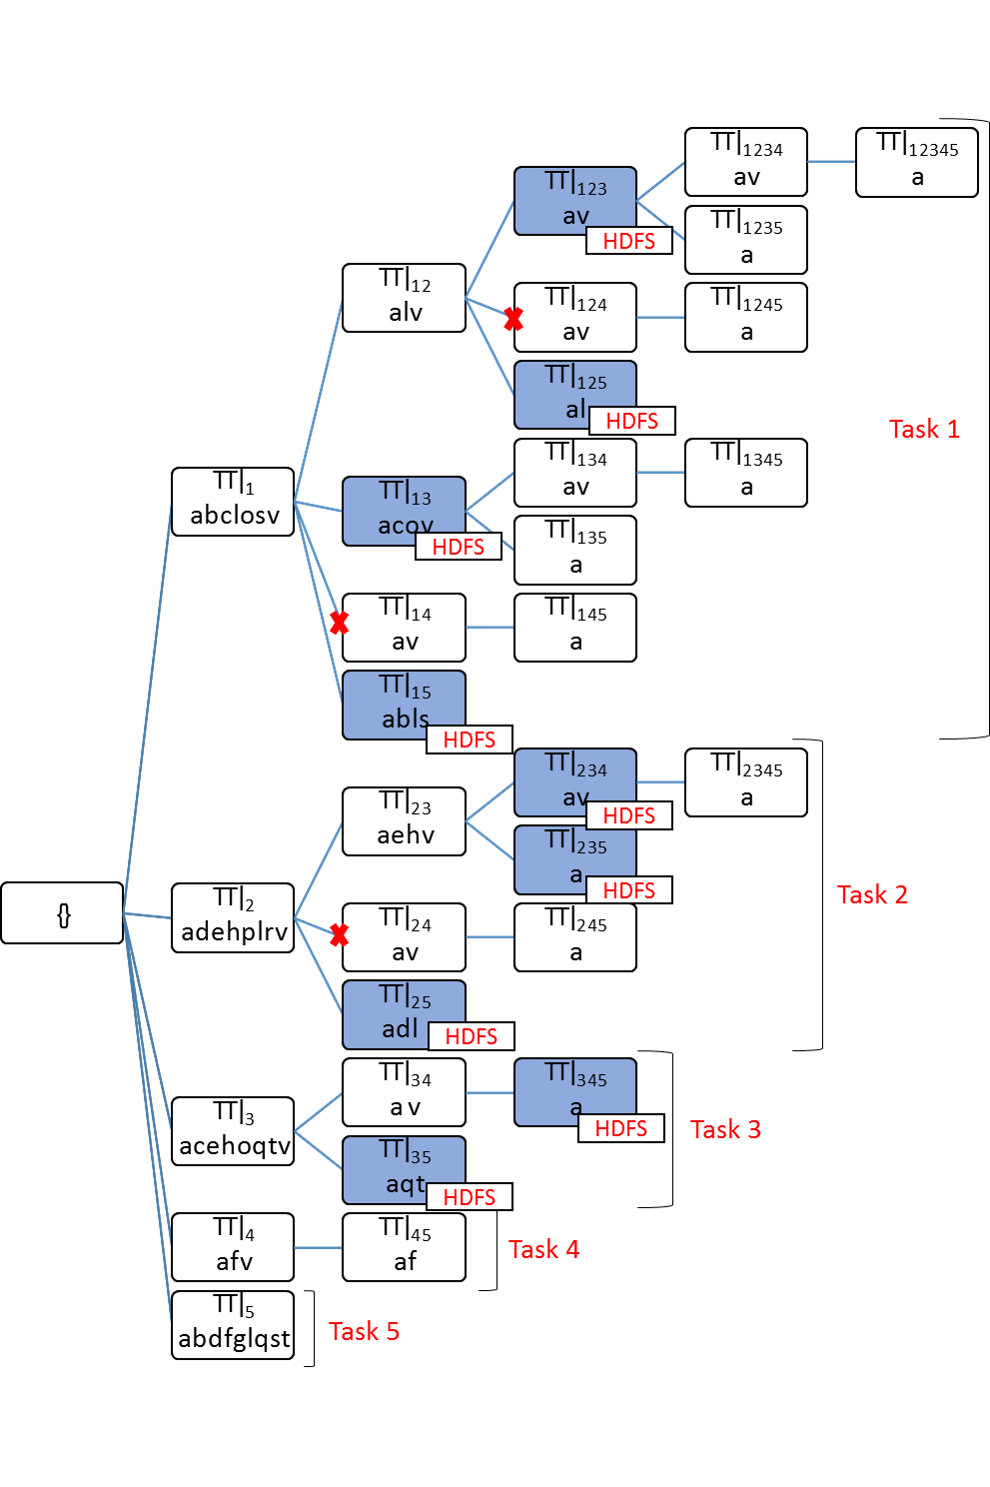 TT|1234
av
TT|12345
a
TT|123
av
HDFS
TT|1235
a
TT|12
alv
TT|124
av
TT|1245
a
TT|125
al
HDFS
Task 1
TT|134
av
TT|1345
a
TT|1
abclosv
TT|13
acov
HDFS
TT|135
a
TT|14
av
TT|145
a
TT|15
abls
HDFS
TT|234
av
HDFS
TT|2345
a
TT|23
aehv
TT|235
a
HDFS
Task 2
{}
TT|2
adehplrv
TT|24
av
TT|245
a
TT|25
adl
HDFS
TT|34
av
TT|345
a
HDFS
Task 3
TT|3
acehoqtv
TT|35
aqt
HDFS
TT|4
afv
TT|45
af
Task 4
TT|5
abdfglqst
Task 5